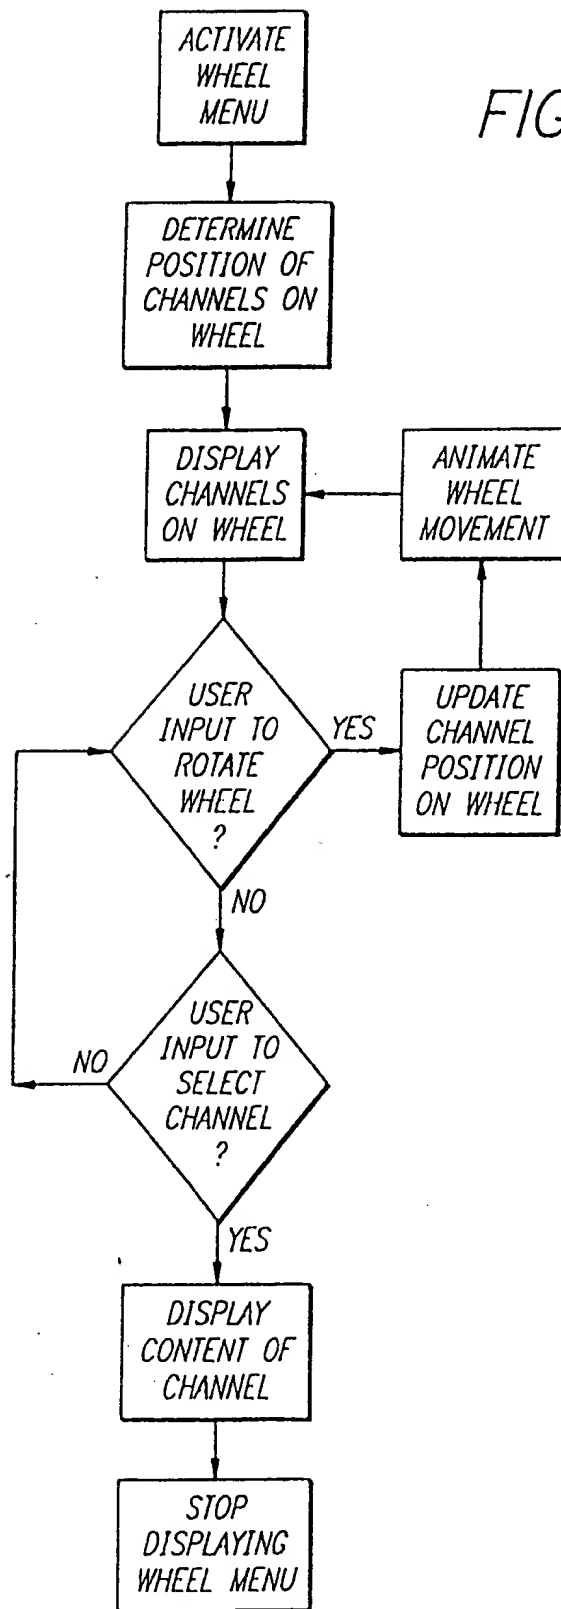 ACTIVATE
WHEEL
MENU
FIG
DETERMINE
POSITION OF
CHANNELS ON
WHEEL
DISPLAY
CHANNELS
ON WHEEL
ANIMATE
WHEEL
MOVEMENT
USER
INPUT TO
ROTATE
WHEEL
?
YES
UPDATE
CHANNEL
POSITION
ON WHEEL
NO
USER
INPUT TO
SELECT
CHANNEL
?
NO
YES
DISPLAY
CONTENT OF
CHANNEL
STOP
DISPLAYING
WHEEL MENU